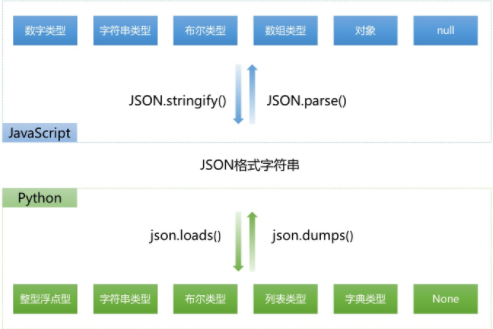 数字类型 字符串类型 布尔类型 数组类型 对象 null
JSON.stringify() JSON.parse()
JavaScript
JSON格式字符串
Python
json.loads() json.dumps()
整型浮点型 字符串类型 布尔类型 列表类型 字典类型 None